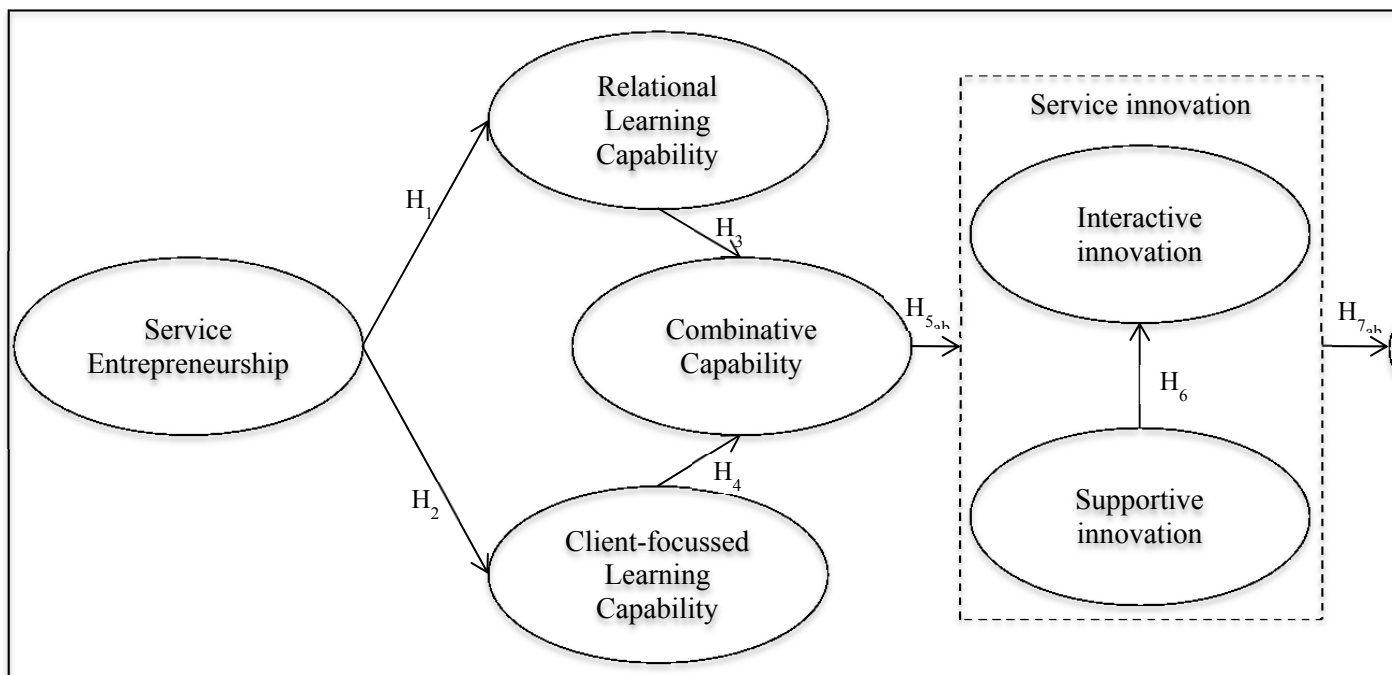 Relational
Learning
Capability
Service innovation
H1
H3
Interactive
innovation
Service
Entrepreneurship
Combinative
Capability
H5ab
H7ab
H6
H2
H4
Client-focussed
Learning
Capability
Supportive
innovation